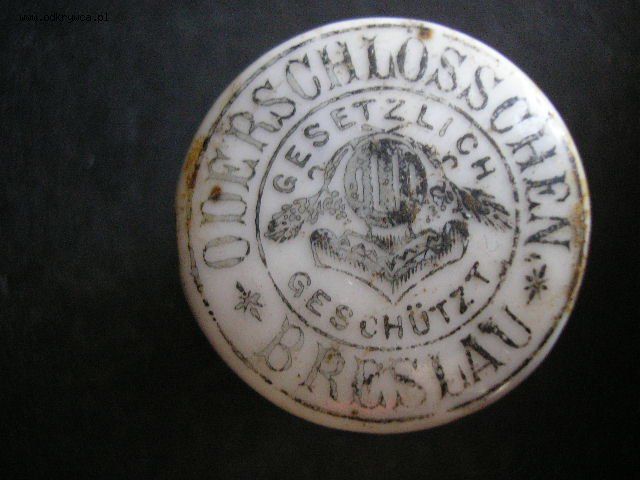 www.odkrywca.pl
ODERSCHLOSSCHEN
GESETZLICH
GESCHÜTZT
BRESLAU